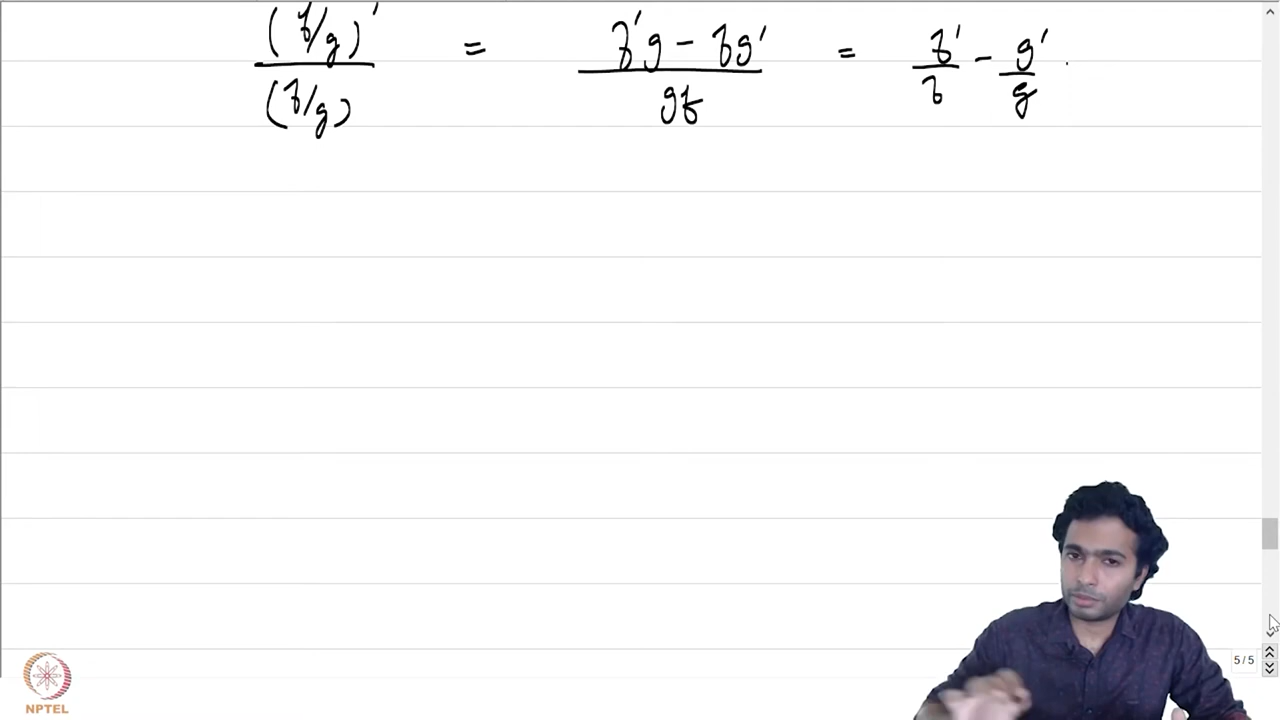 (f/g)' / (f/g) = (f'g − fg') / gf = f'/f − g'/g .
5 / 5
NPTEL